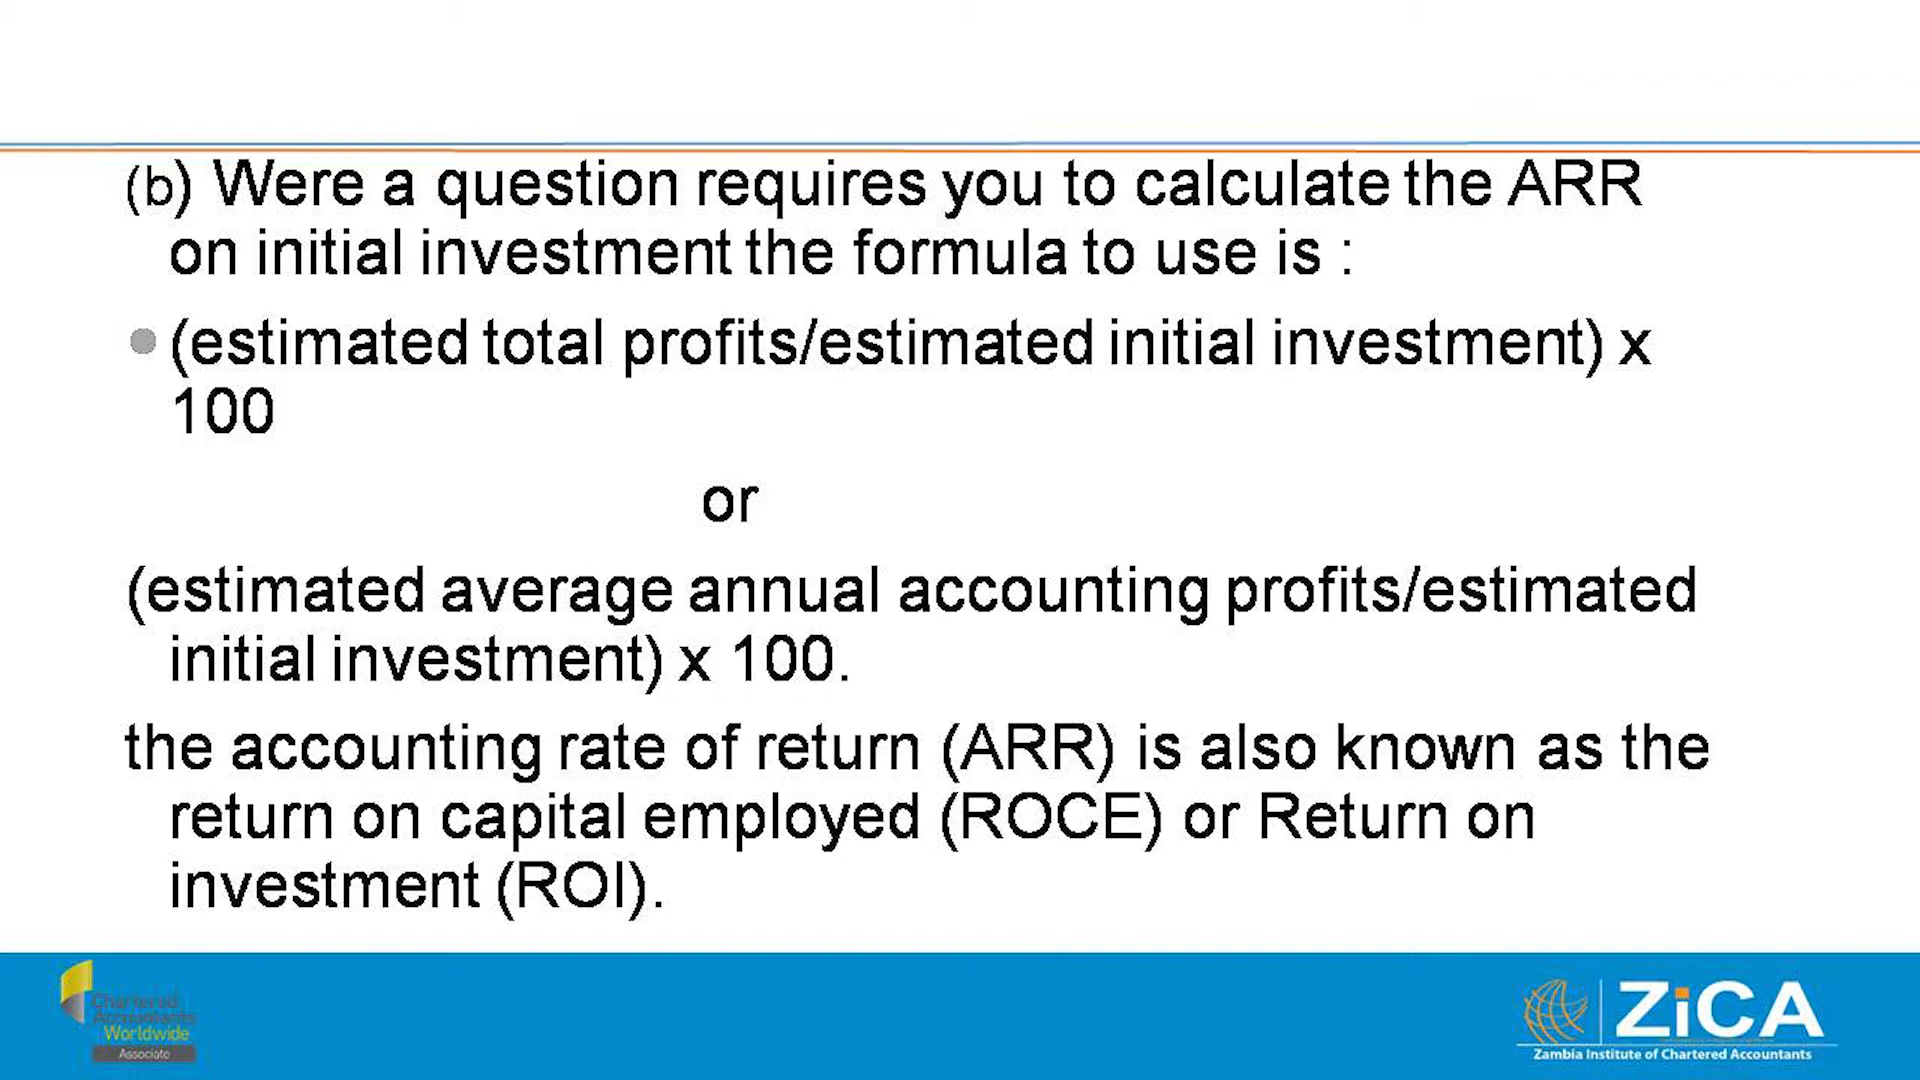 (b) Were a question requires you to calculate the ARR
on initial investment the formula to use is :
(estimated total profits/estimated initial investment) x
100
or
(estimated average annual accounting profits/estimated
initial investment) x 100.
the accounting rate of return (ARR) is also known as the
return on capital employed (ROCE) or Return on
investment (ROI).
Chartered
Accountants
Worldwide
Associate
ZiCA
Zambia Institute of Chartered Accountants